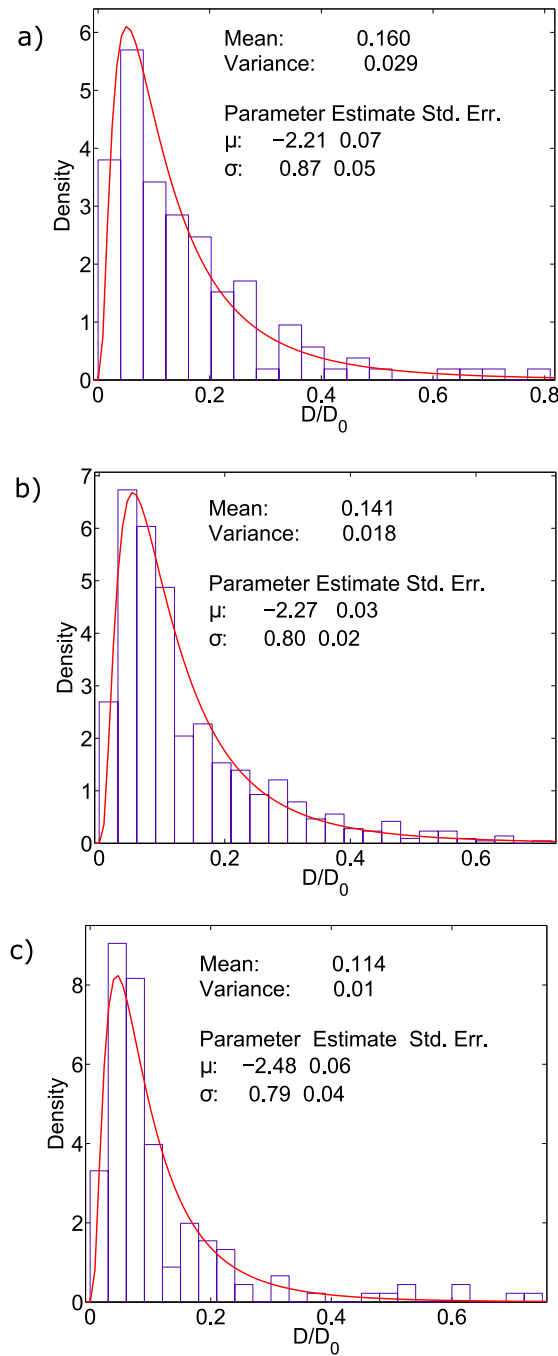 a)
Mean: 0.160
Variance: 0.029
Parameter Estimate Std. Err.
μ: −2.21 0.07
σ: 0.87 0.05
Density
6
5
4
3
2
1
0
0 0.2 0.4 0.6 0.8
D/D0
b)
Mean: 0.141
Variance: 0.018
Parameter Estimate Std. Err.
μ: −2.27 0.03
σ: 0.80 0.02
Density
7
6
5
4
3
2
1
0
0 0.2 0.4 0.6
D/D0
c)
Mean: 0.114
Variance: 0.01
Parameter Estimate Std. Err.
μ: −2.48 0.06
σ: 0.79 0.04
Density
8
6
4
2
0
0 0.2 0.4 0.6
D/D0